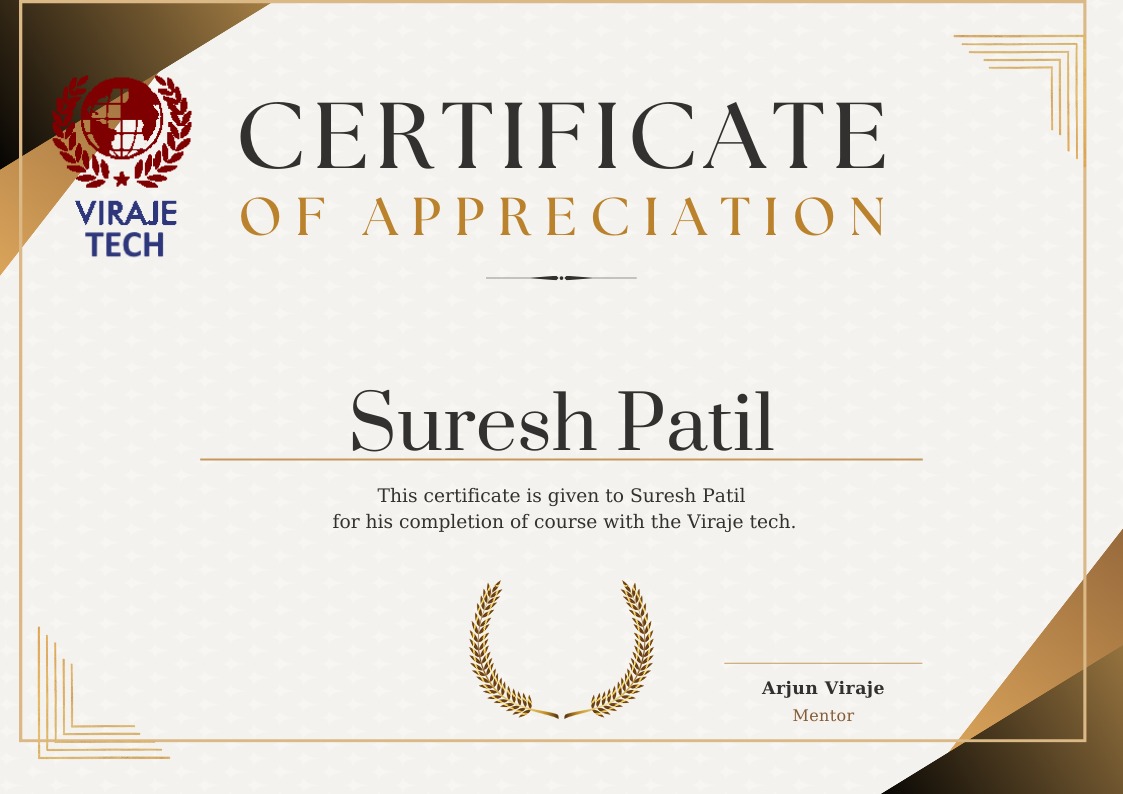 CERTIFICATE
OF APPRECIATION
VIRAJE
TECH
Suresh Patil
This certificate is given to Suresh Patil
for his completion of course with the Viraje tech.
Arjun Viraje
Mentor